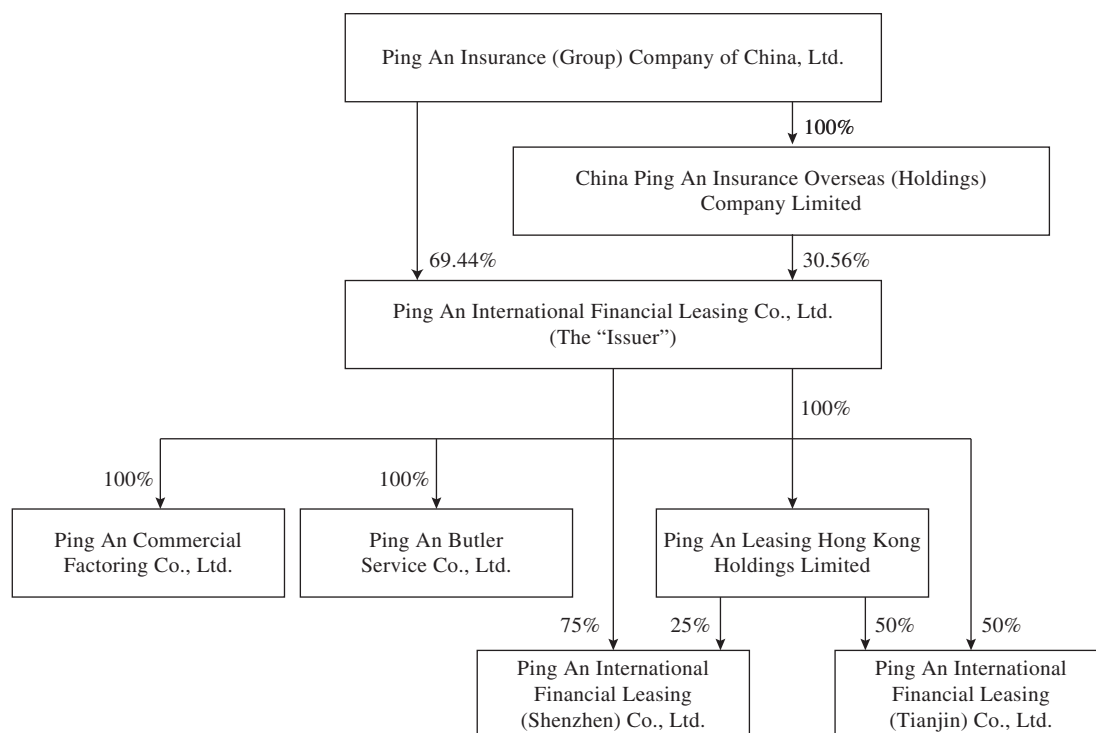 Ping An Insurance (Group) Company of China, Ltd.
100%
China Ping An Insurance Overseas (Holdings)
Company Limited
69.44%
30.56%
Ping An International Financial Leasing Co., Ltd.
(The “Issuer”)
100%
100%
100%
Ping An Commercial
Factoring Co., Ltd.
Ping An Butler
Service Co., Ltd.
Ping An Leasing Hong Kong
Holdings Limited
75%
25%
50%
50%
Ping An International
Financial Leasing
(Shenzhen) Co., Ltd.
Ping An International
Financial Leasing
(Tianjin) Co., Ltd.